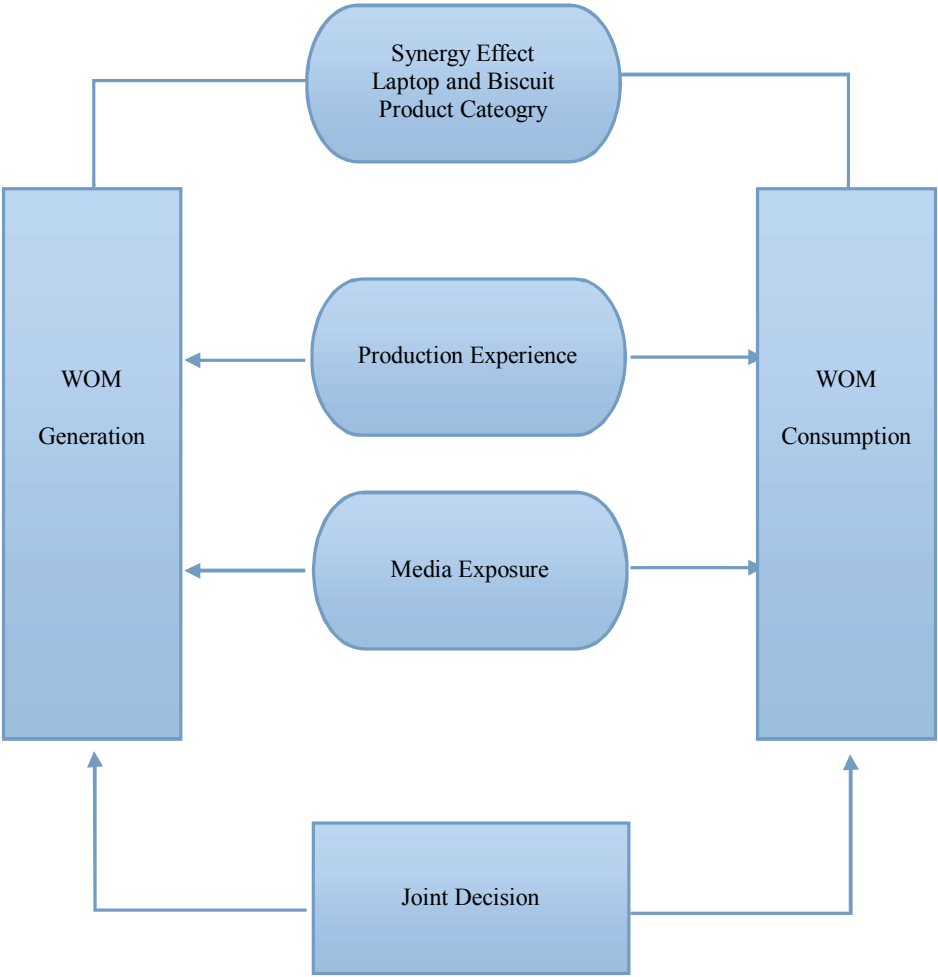 Synergy Effect
Laptop and Biscuit
Product Cateogry
Production Experience
WOM
Generation
WOM
Consumption
Media Exposure
Joint Decision